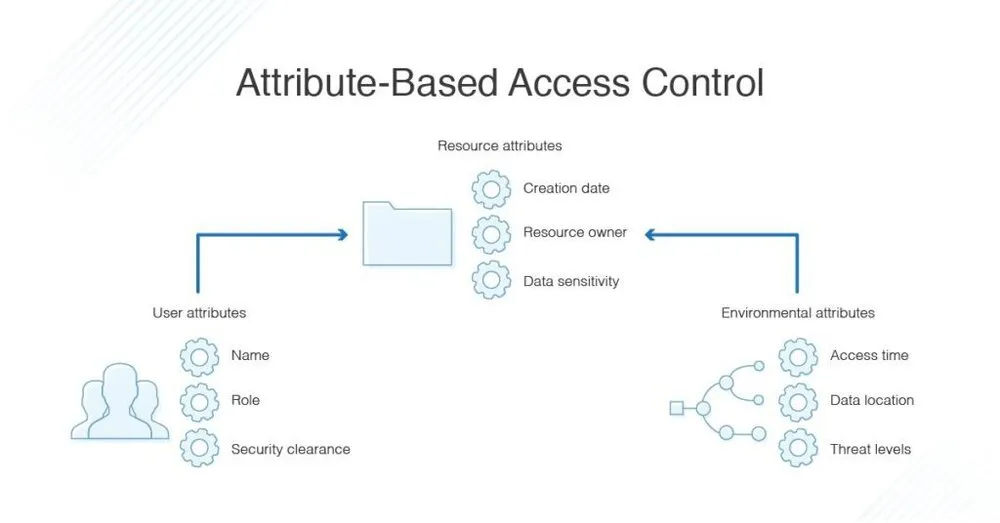 Attribute-Based Access Control
Resource attributes
Creation date
Resource owner
Data sensitivity
User attributes
Name
Role
Security clearance
Environmental attributes
Access time
Data location
Threat levels